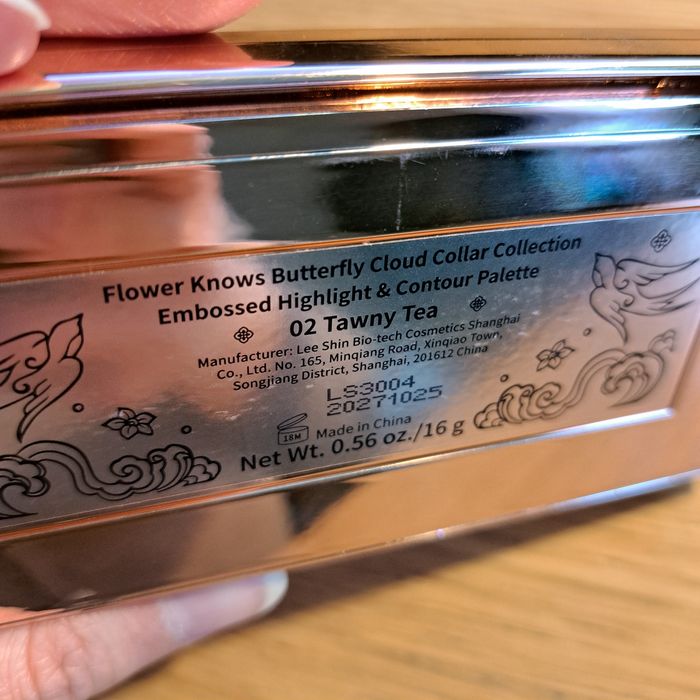 Flower Knows Butterfly Cloud Collar Collection
Embossed Highlight & Contour Palette
02 Tawny Tea
Manufacturer: Lee Shin Bio-tech Cosmetics Shanghai
Co., Ltd. No. 165, Minqiang Road, Xinqiao Town,
Songjiang District, Shanghai, 201612 China
LS3004
20271025
18M Made in China
Net Wt. 0.56 oz./16 g